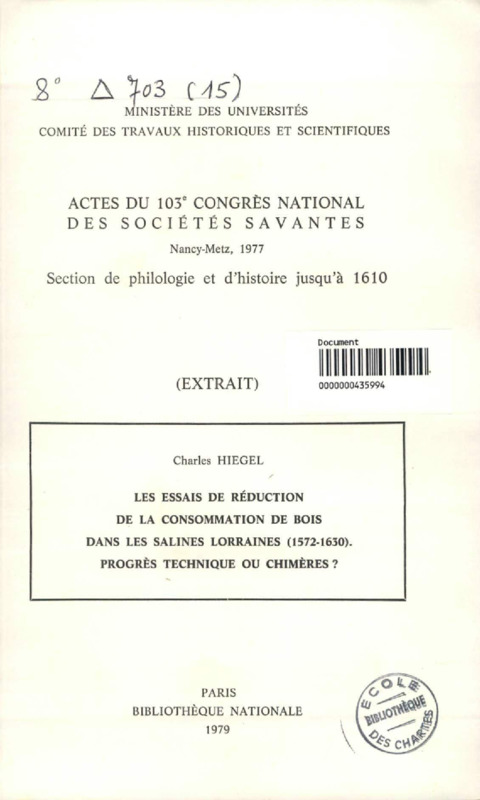 8° △ 703 (15)
MINISTÈRE DES UNIVERSITÉS
COMITÉ DES TRAVAUX HISTORIQUES ET SCIENTIFIQUES
ACTES DU 103e CONGRÈS NATIONAL
DES SOCIÉTÉS SAVANTES
Nancy-Metz, 1977
Section de philologie et d'histoire jusqu'à 1610
Document
0000000435994
(EXTRAIT)
Charles HIEGEL
LES ESSAIS DE RÉDUCTION
DE LA CONSOMMATION DE BOIS
DANS LES SALINES LORRAINES (1572-1630).
PROGRÈS TECHNIQUE OU CHIMÈRES ?
PARIS
BIBLIOTHÈQUE NATIONALE
1979
ECOLE
BIBLIOTHÈQUE
DES CHARTES